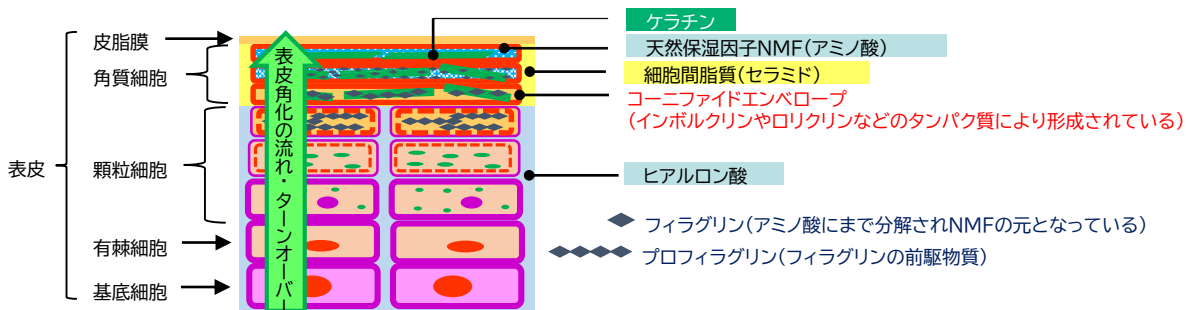 表皮
皮脂膜
角質細胞
顆粒細胞
有棘細胞
基底細胞
表皮角化の流れ・ターンオーバー
ケラチン
天然保湿因子NMF(アミノ酸)
細胞間脂質(セラミド)
コーニファイドエンベロープ
(インボルクリンやロリクリンなどのタンパク質により形成されている)
ヒアルロン酸
フィラグリン(アミノ酸にまで分解されNMFの元となっている)
プロフィラグリン(フィラグリンの前駆物質)